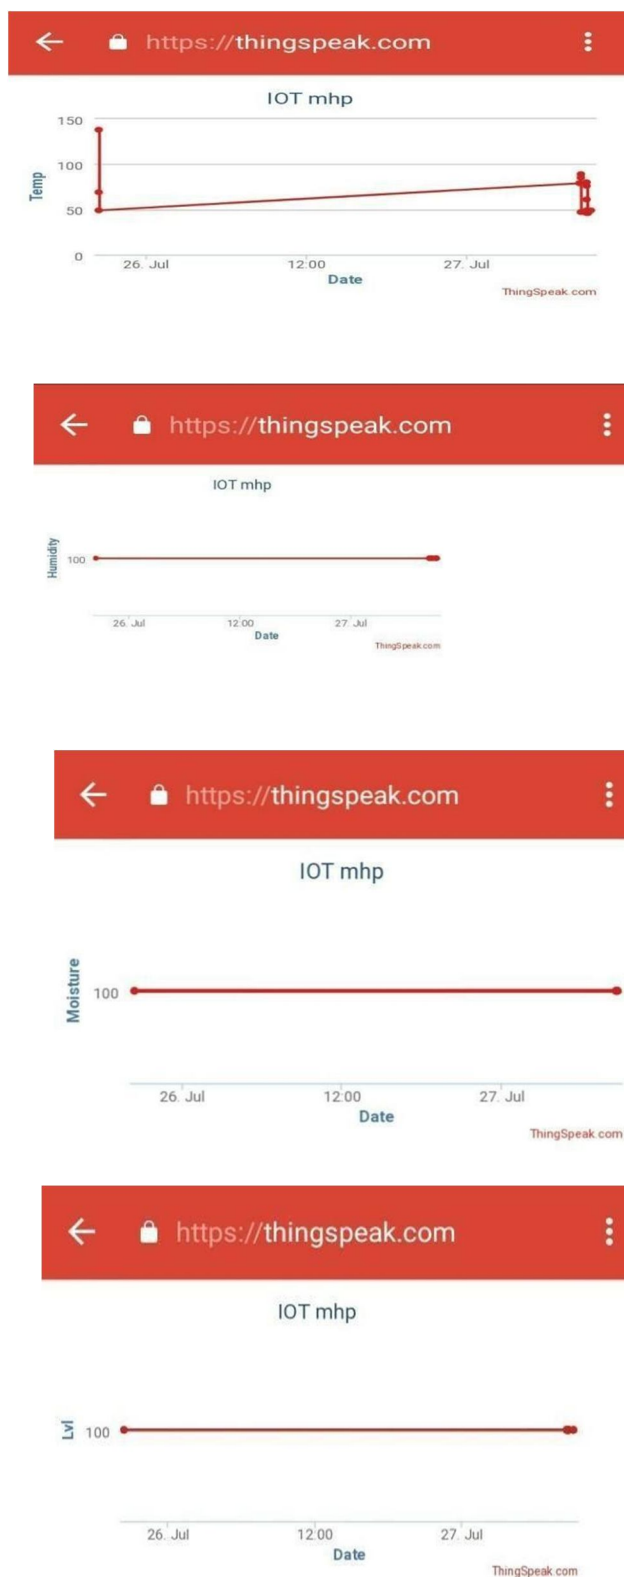 https://thingspeak.com
IOT mhp
150
100
50
0
Temp
26. Jul 12:00 27. Jul
Date
ThingSpeak.com
https://thingspeak.com
IOT mhp
Humidity
100
26. Jul 12:00 27. Jul
Date
ThingSpeak.com
https://thingspeak.com
IOT mhp
Moisture
100
26. Jul 12:00 27. Jul
Date
ThingSpeak.com
https://thingspeak.com
IOT mhp
Lvl
100
26. Jul 12:00 27. Jul
Date
ThingSpeak.com